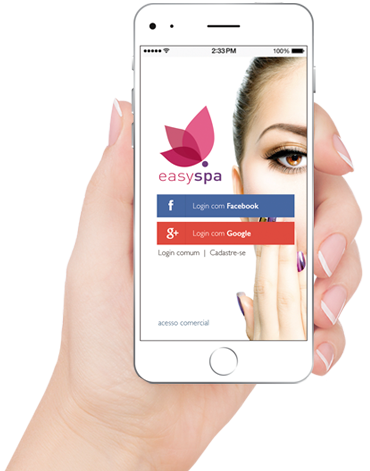 2:33 PM 100%
easyspa
f Login com Facebook
g+ Login com Google
Login comum | Cadastre-se
acesso comercial